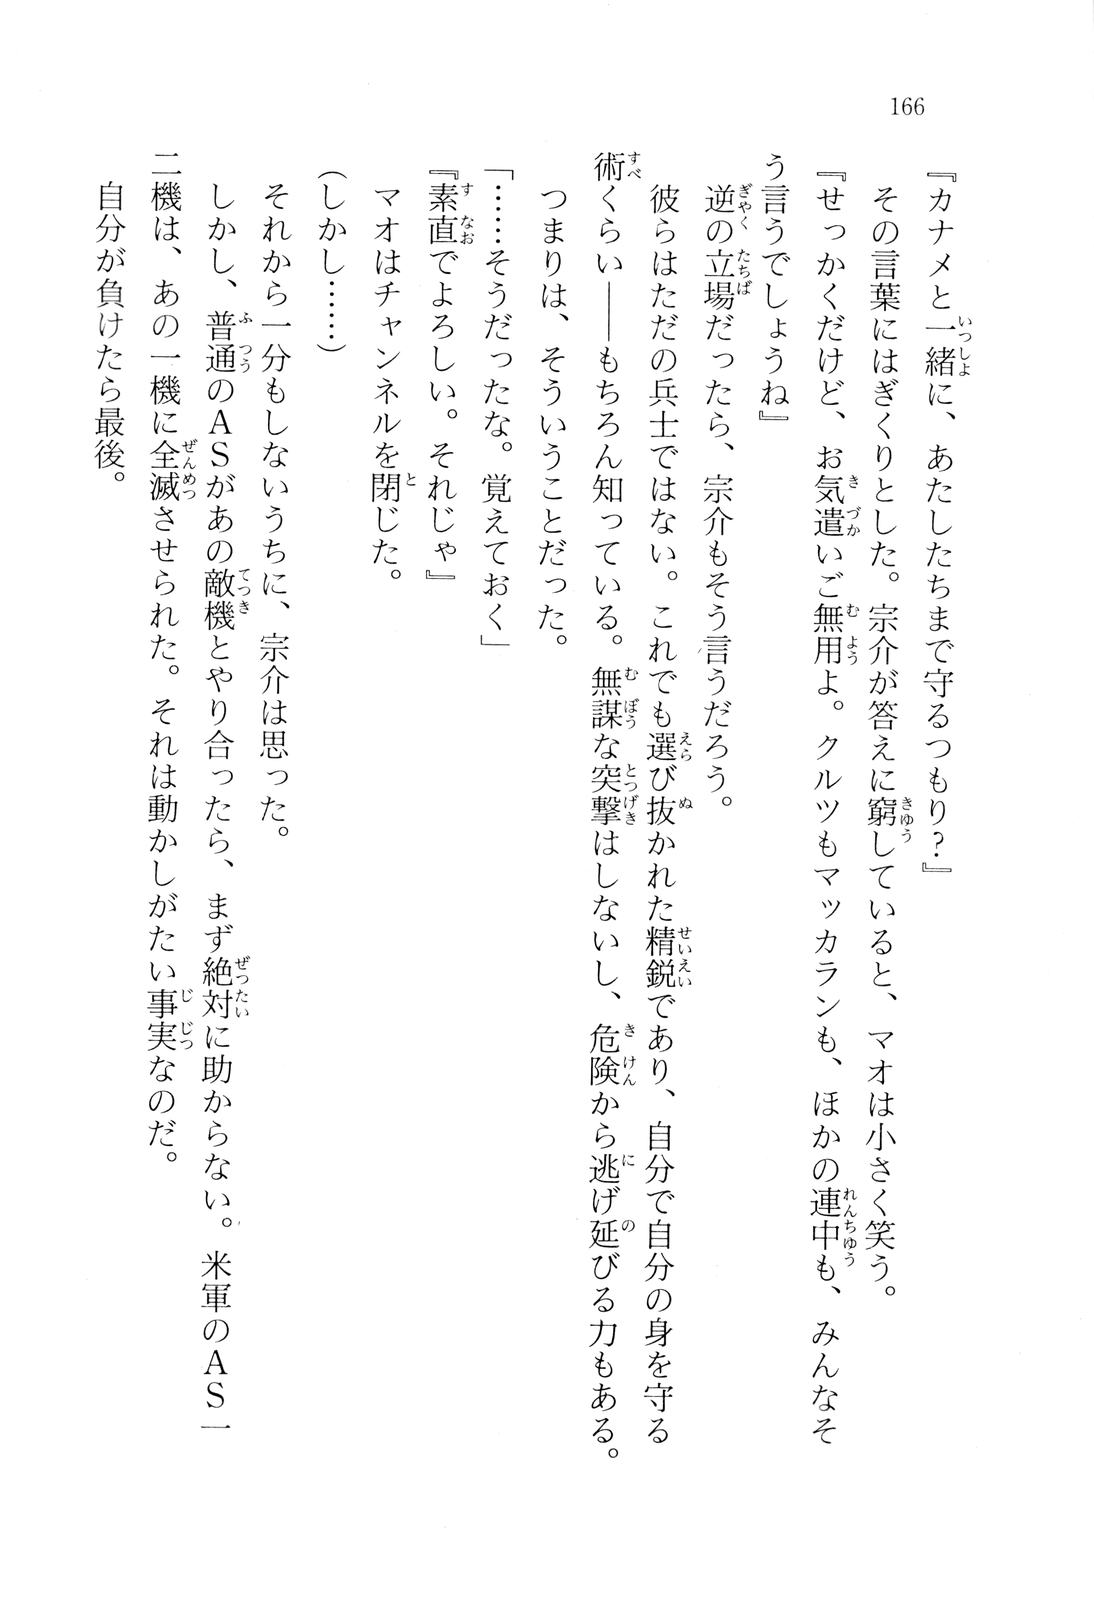 166
『カナメと一緒に、あたしたちまで守るつもり?』
その言葉にはぎくりとした。宗介が答えに窮していると、マオは小さく笑う。
『せっかくだけど、お気遣いご無用よ。クルツもマッカランも、ほかの連中も、みんなそ
う言うでしょうね』
逆の立場だったら、宗介もそう言うだろう。
彼らはただの兵士ではない。これでも選び抜かれた精鋭であり、自分で自分の身を守る
術くらい――もちろん知っている。無謀な突撃はしないし、危険から逃げ延びる力もある。
つまりは、そういうことだった。
「……そうだったな。覚えておく」
『素直でよろしい。それじゃ』
マオはチャンネルを閉じた。
(しかし……)
それから一分もしないうちに、宗介は思った。
しかし、普通のASがあの敵機とやり合ったら、まず絶対に助からない。米軍のAS一
二機は、あの一機に全滅させられた。それは動かしがたい事実なのだ。
自分が負けたら最後。